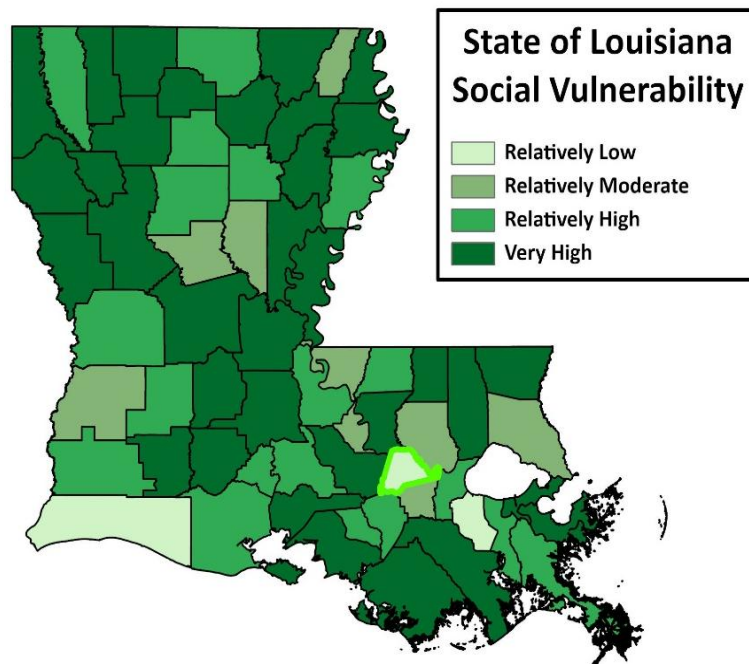 State of Louisiana
Social Vulnerability
Relatively Low
Relatively Moderate
Relatively High
Very High